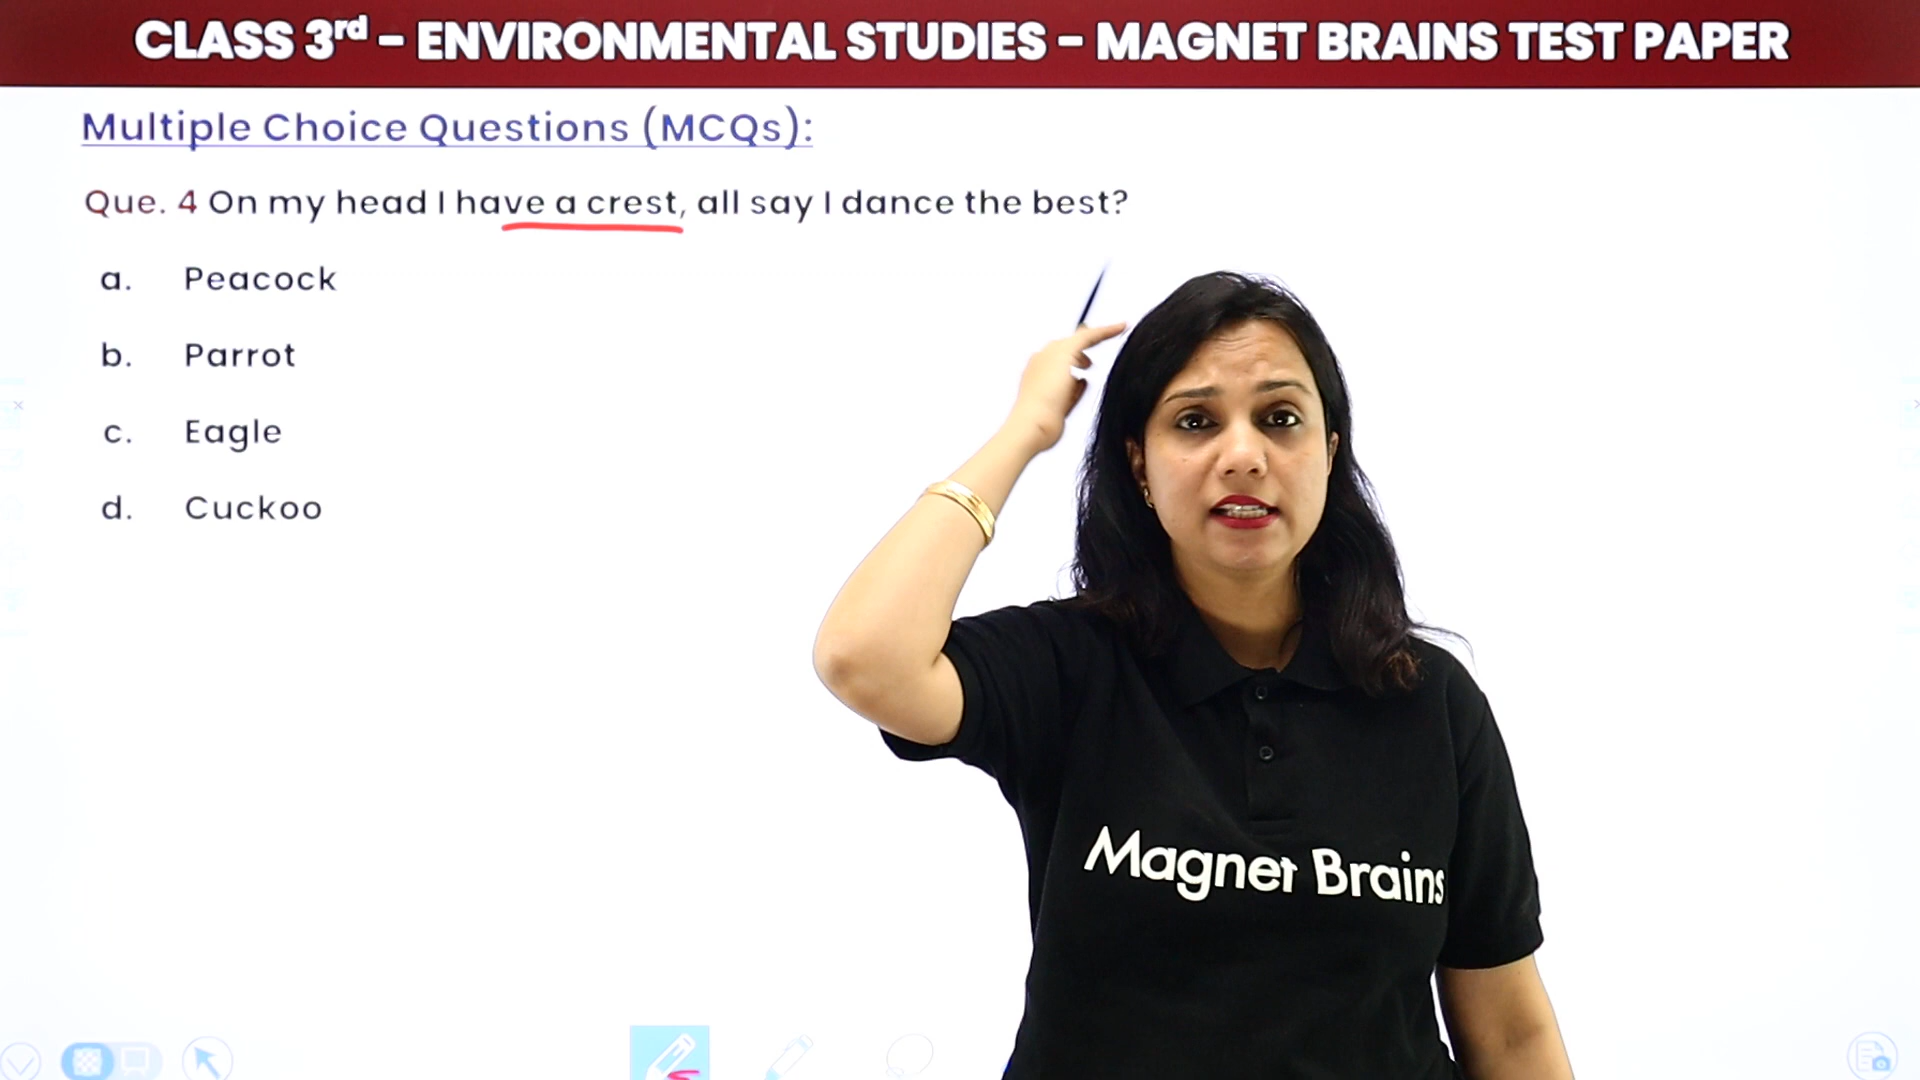 CLASS 3rd - ENVIRONMENTAL STUDIES - MAGNET BRAINS TEST PAPER
Multiple Choice Questions (MCQs):
Que. 4 On my head I have a crest, all say I dance the best?
a. Peacock
b. Parrot
c. Eagle
d. Cuckoo
Magnet Brains